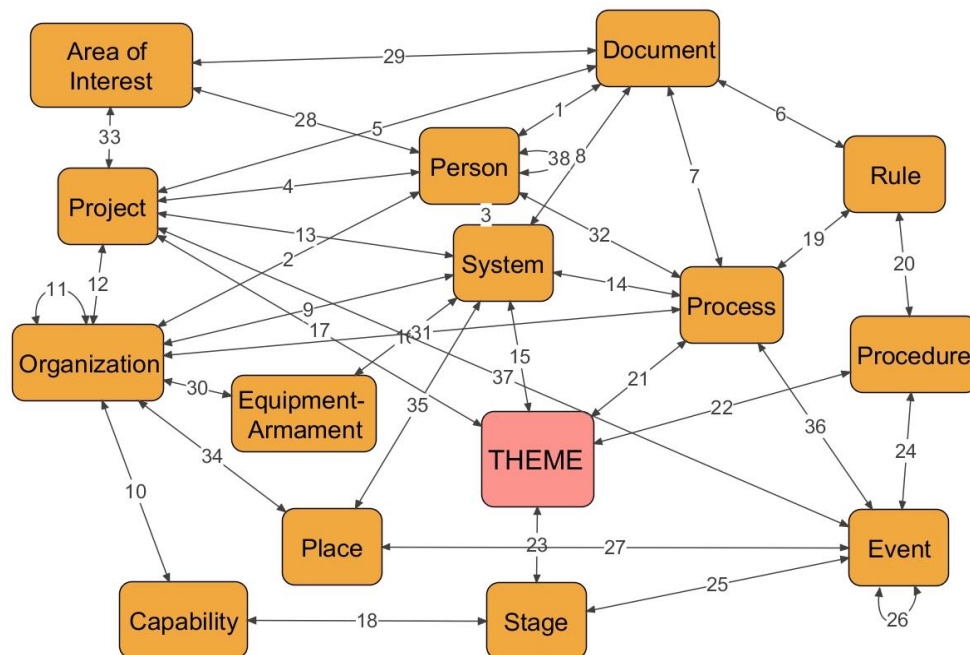 Area of
Interest
29
Document
28
5
1
6
33
Person
38
8
Rule
Project
4
7
3
13
2
System
32
19
12
14
20
11
9
Process
17
31
15
Organization
Procedure
37
21
30
Equipment-
Armament
35
22
36
THEME
34
24
10
Place
23
27
Event
25
Capability
18
Stage
26